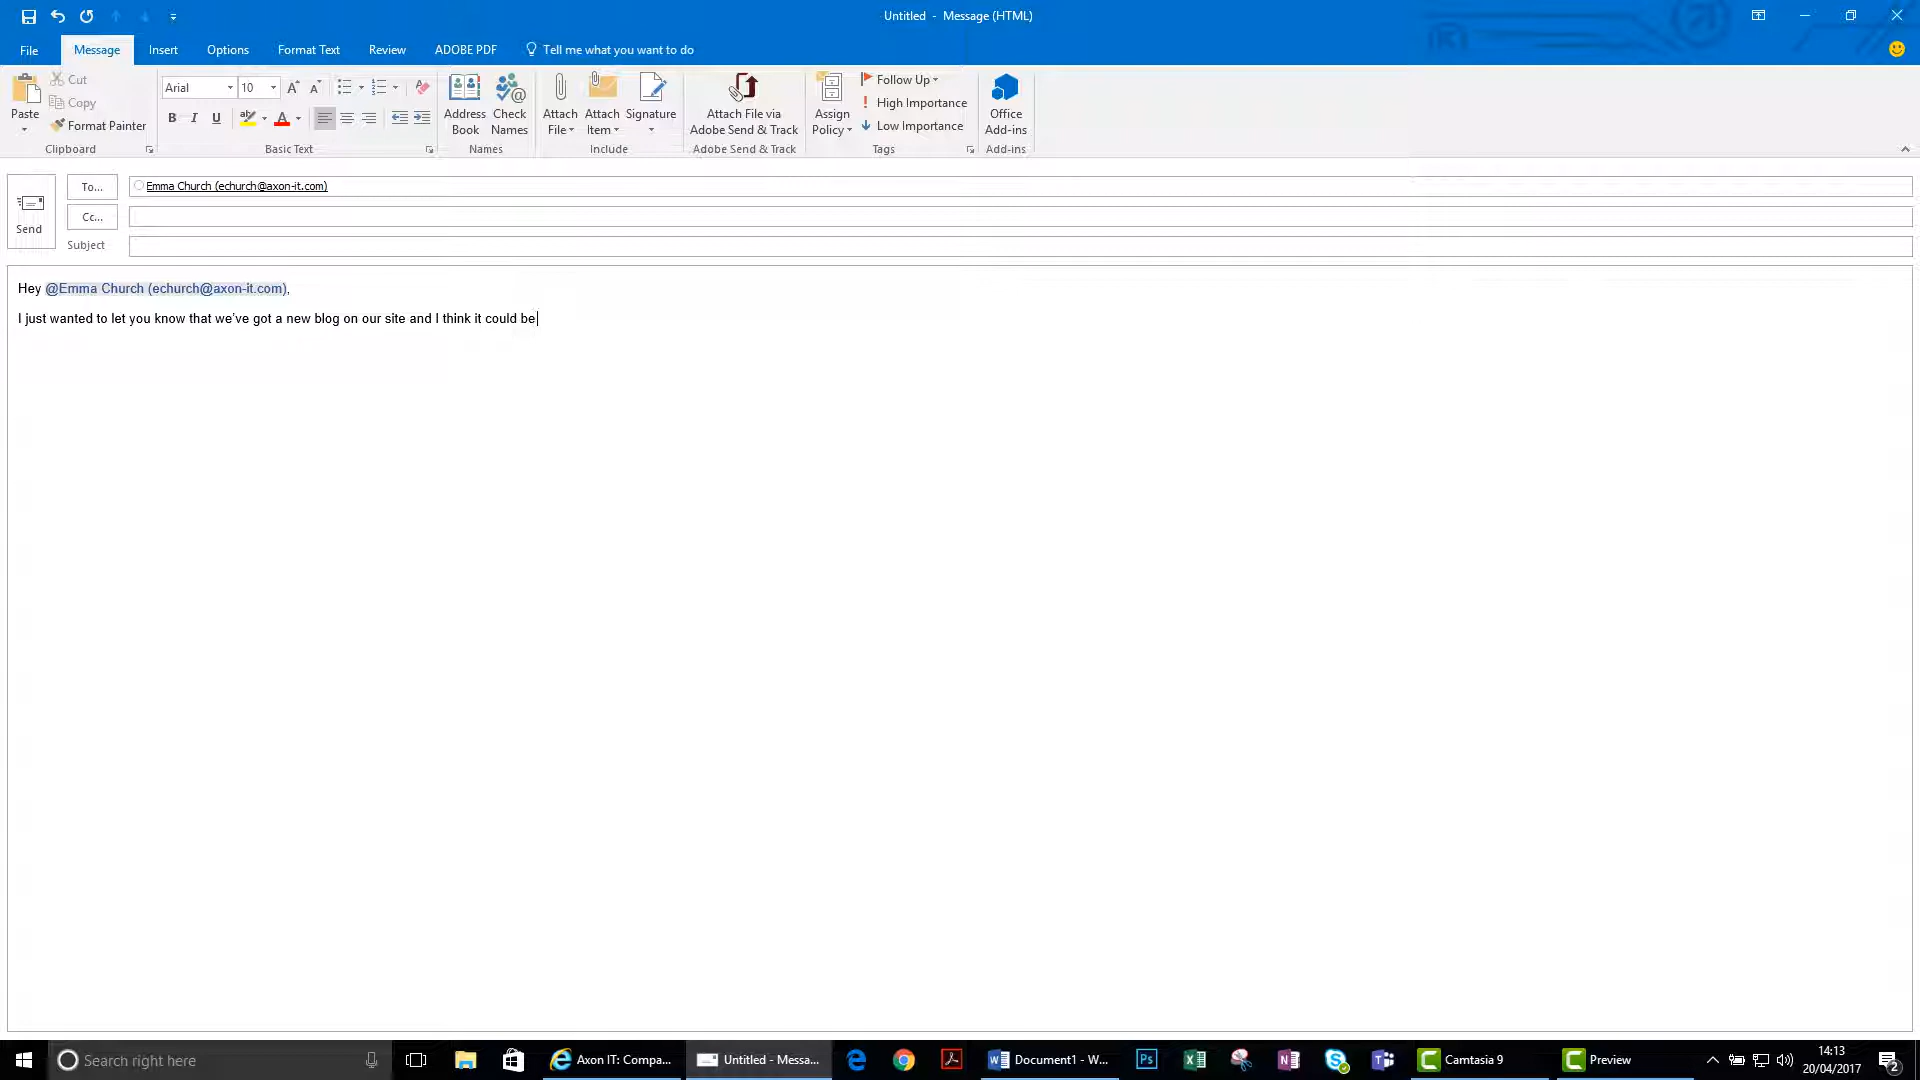 Untitled - Message (HTML)
File Message Insert Options Format Text Review ADOBE PDF Tell me what you want to do
Paste
Cut
Copy
Format Painter
Clipboard
Arial 10
B I U A
Basic Text
Address Book
Check Names
Names
Attach File
Attach Item
Signature
Include
Attach File via Adobe Send & Track
Adobe Send & Track
Assign Policy
Follow Up
High Importance
Low Importance
Tags
Office Add-ins
Add-ins
Send
To... Emma Church (echurch@axon-it.com)
Cc...
Subject
Hey @Emma Church (echurch@axon-it.com),
I just wanted to let you know that we've got a new blog on our site and I think it could be
Search right here
Axon IT: Compa...
Untitled - Messa...
Document1 - W...
Ps
Camtasia 9
Preview
14:13
20/04/2017
2